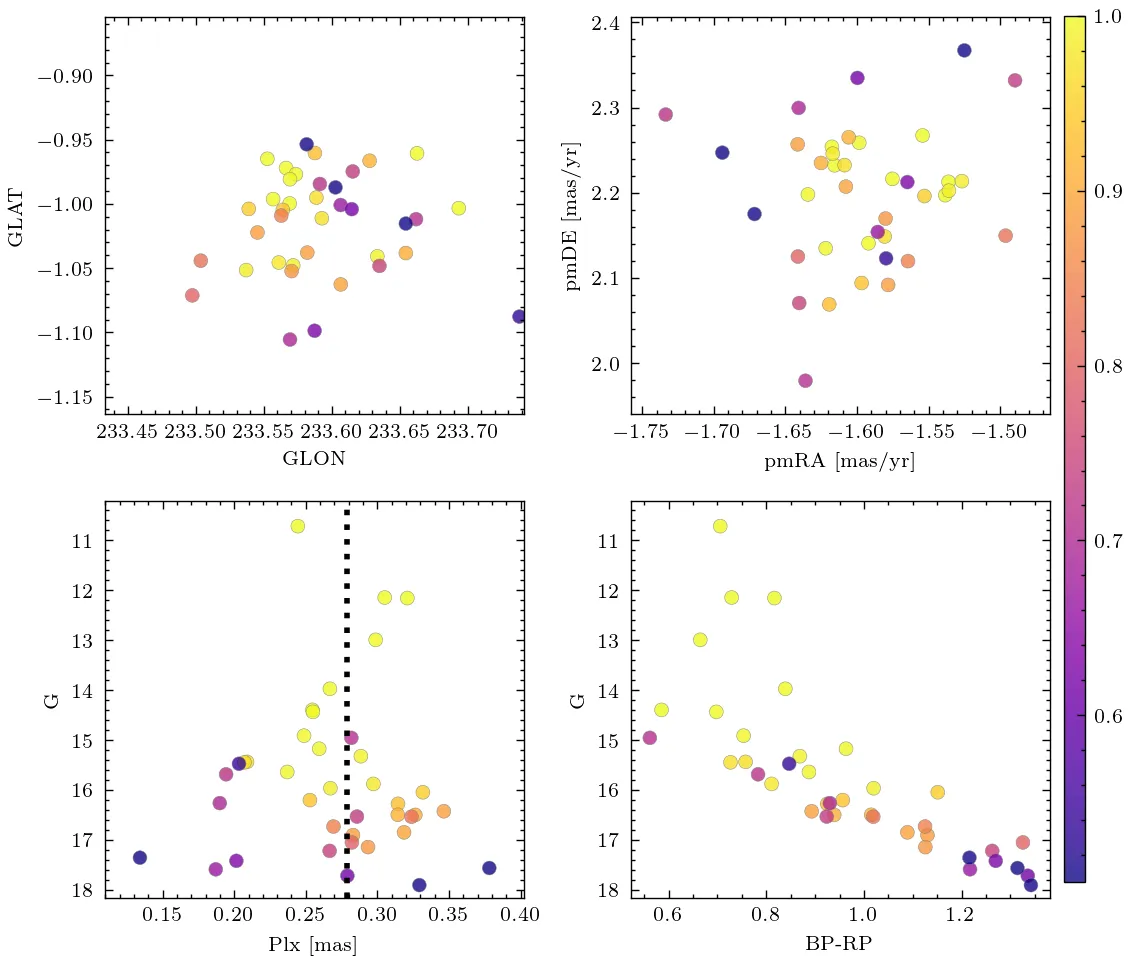 −0.90
−0.95
−1.00
−1.05
−1.10
−1.15
GLAT
233.45 233.50 233.55 233.60 233.65 233.70
GLON
2.4
2.3
2.2
2.1
2.0
pmDE [mas/yr]
−1.75 −1.70 −1.65 −1.60 −1.55 −1.50
pmRA [mas/yr]
1.0
0.9
0.8
0.7
0.6
11
12
13
14
15
16
17
18
G
0.15 0.20 0.25 0.30 0.35 0.40
Plx [mas]
11
12
13
14
15
16
17
18
G
0.6 0.8 1.0 1.2
BP-RP